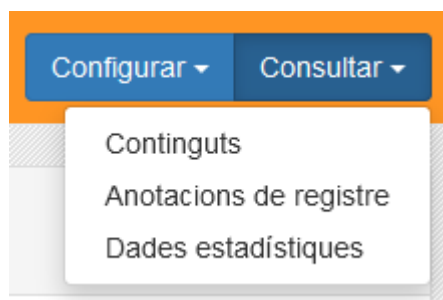 Configurar Consultar
Continguts
Anotacions de registre
Dades estadístiques